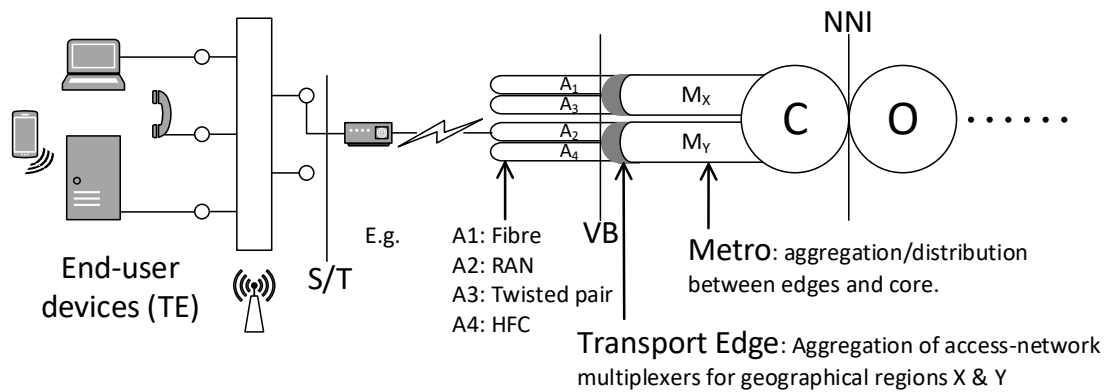 NNI
A1
A3
A2
A4
MX
MY
C
O
......
End-user
devices (TE)
S/T
E.g.
A1: Fibre
A2: RAN
A3: Twisted pair
A4: HFC
VB
Metro: aggregation/distribution
between edges and core.
Transport Edge: Aggregation of access-network
multiplexers for geographical regions X & Y